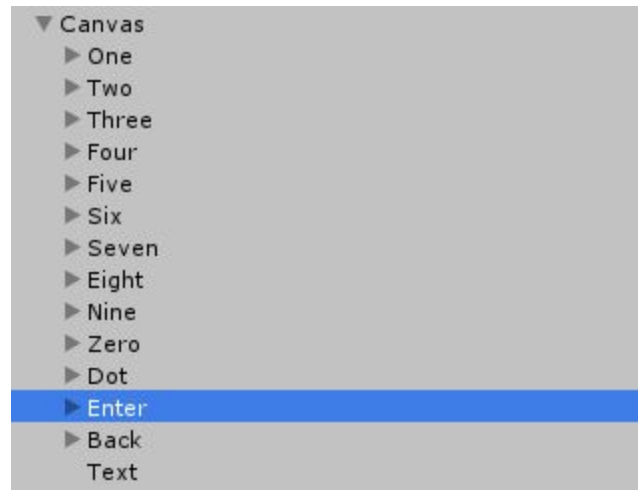 Canvas
One
Two
Three
Four
Five
Six
Seven
Eight
Nine
Zero
Dot
Enter
Back
Text